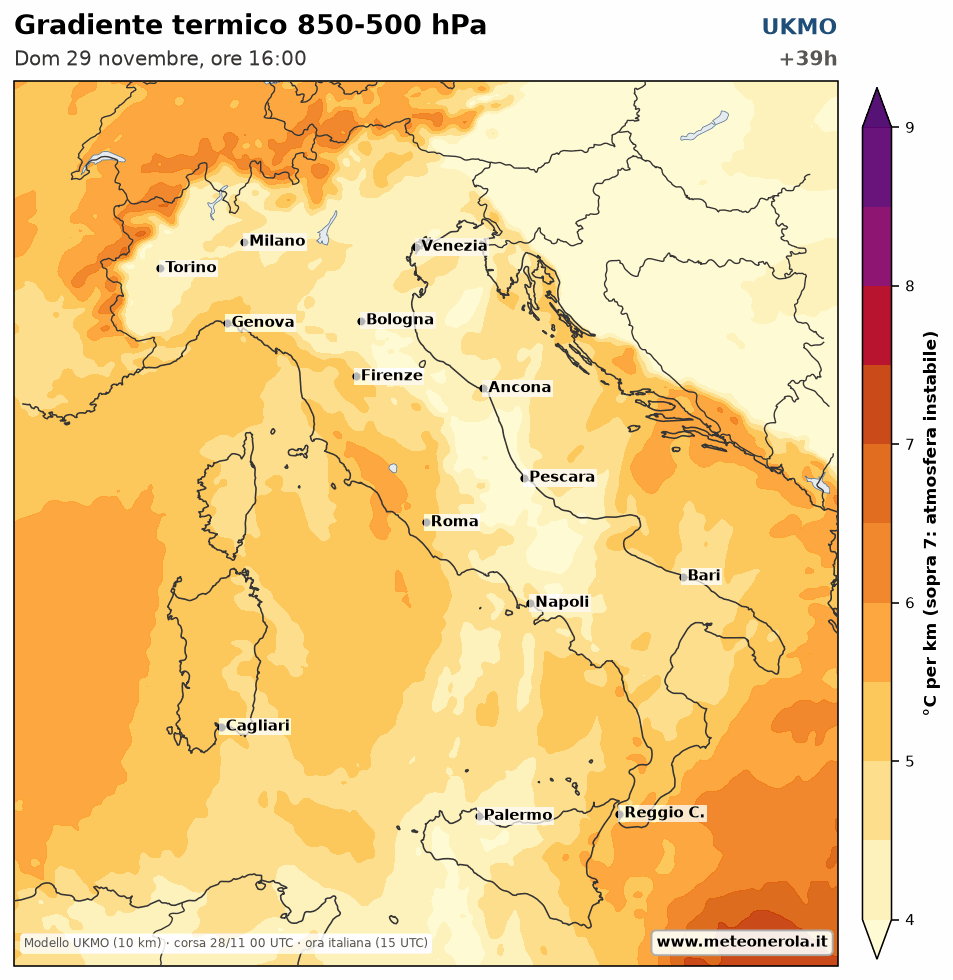 Gradiente termico 850-500 hPa
UKMO
Dom 29 novembre, ore 16:00
+39h
Milano
Venezia
Torino
Genova
Bologna
Firenze
Ancona
Pescara
Roma
Bari
Napoli
Cagliari
Palermo
Reggio C.
9
8
7
6
5
4
°C per km (sopra 7: atmosfera instabile)
Modello UKMO (10 km) · corsa 28/11 00 UTC · ora italiana (15 UTC)
www.meteonerola.it